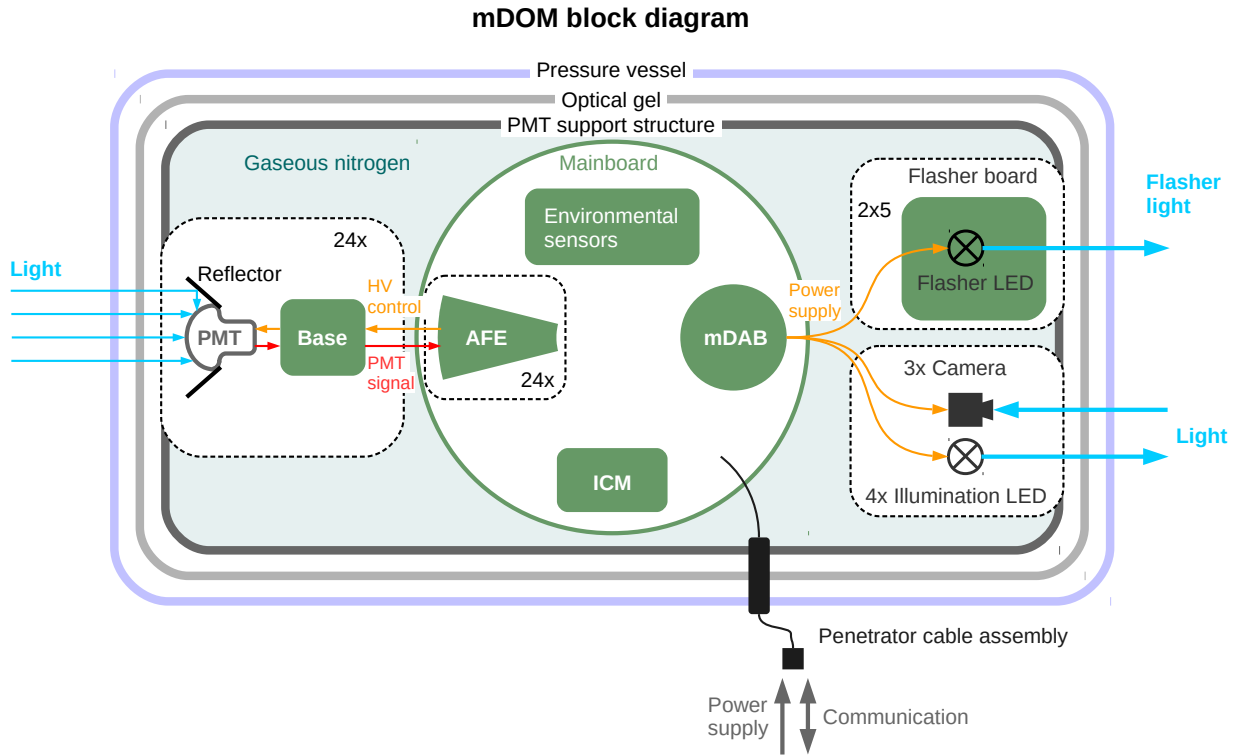 mDOM block diagram
Pressure vessel
Optical gel
PMT support structure
Gaseous nitrogen
Mainboard
Environmental
sensors
Flasher board
2x5
Flasher LED
Flasher
light
24x
Light
Reflector
PMT
Base
HV
control
PMT
signal
AFE
24x
mDAB
Power
supply
3x Camera
4x Illumination LED
Light
ICM
Penetrator cable assembly
Power
supply
Communication